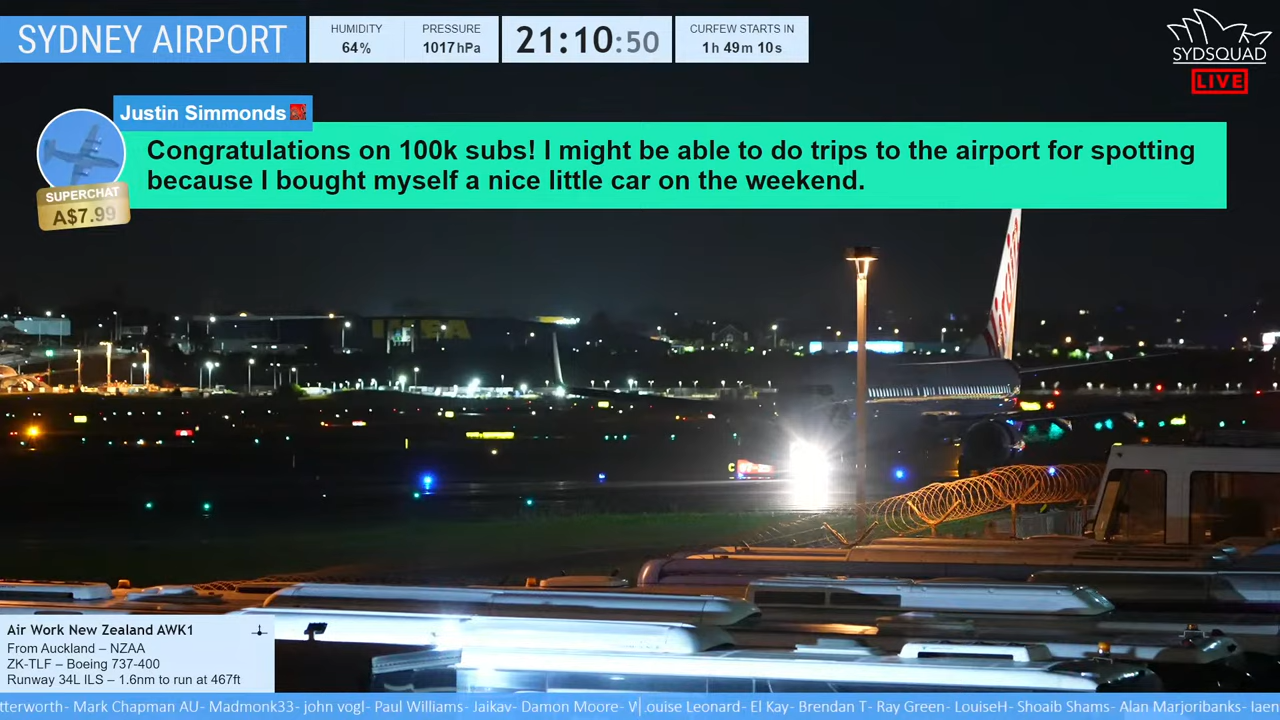 SYDNEY AIRPORT
HUMIDITY
64%
PRESSURE
1017hPa
21:10:50
CURFEW STARTS IN
1h 49m 10s
SYDSQUAD
LIVE
Justin Simmonds
Congratulations on 100k subs! I might be able to do trips to the airport for spotting
because I bought myself a nice little car on the weekend.
SUPERCHAT
A$7.99
IKEA
Air Work New Zealand AWK1
From Auckland – NZAA
ZK-TLF – Boeing 737-400
Runway 34L ILS – 1.6nm to run at 467ft
tterworth- Mark Chapman AU- Madmonk33- john vogl- Paul Williams- Jaikav- Damon Moore- V ouise Leonard- El Kay- Brendan T- Ray Green- LouiseH- Shoaib Shams- Alan Marjoribanks- Iaen